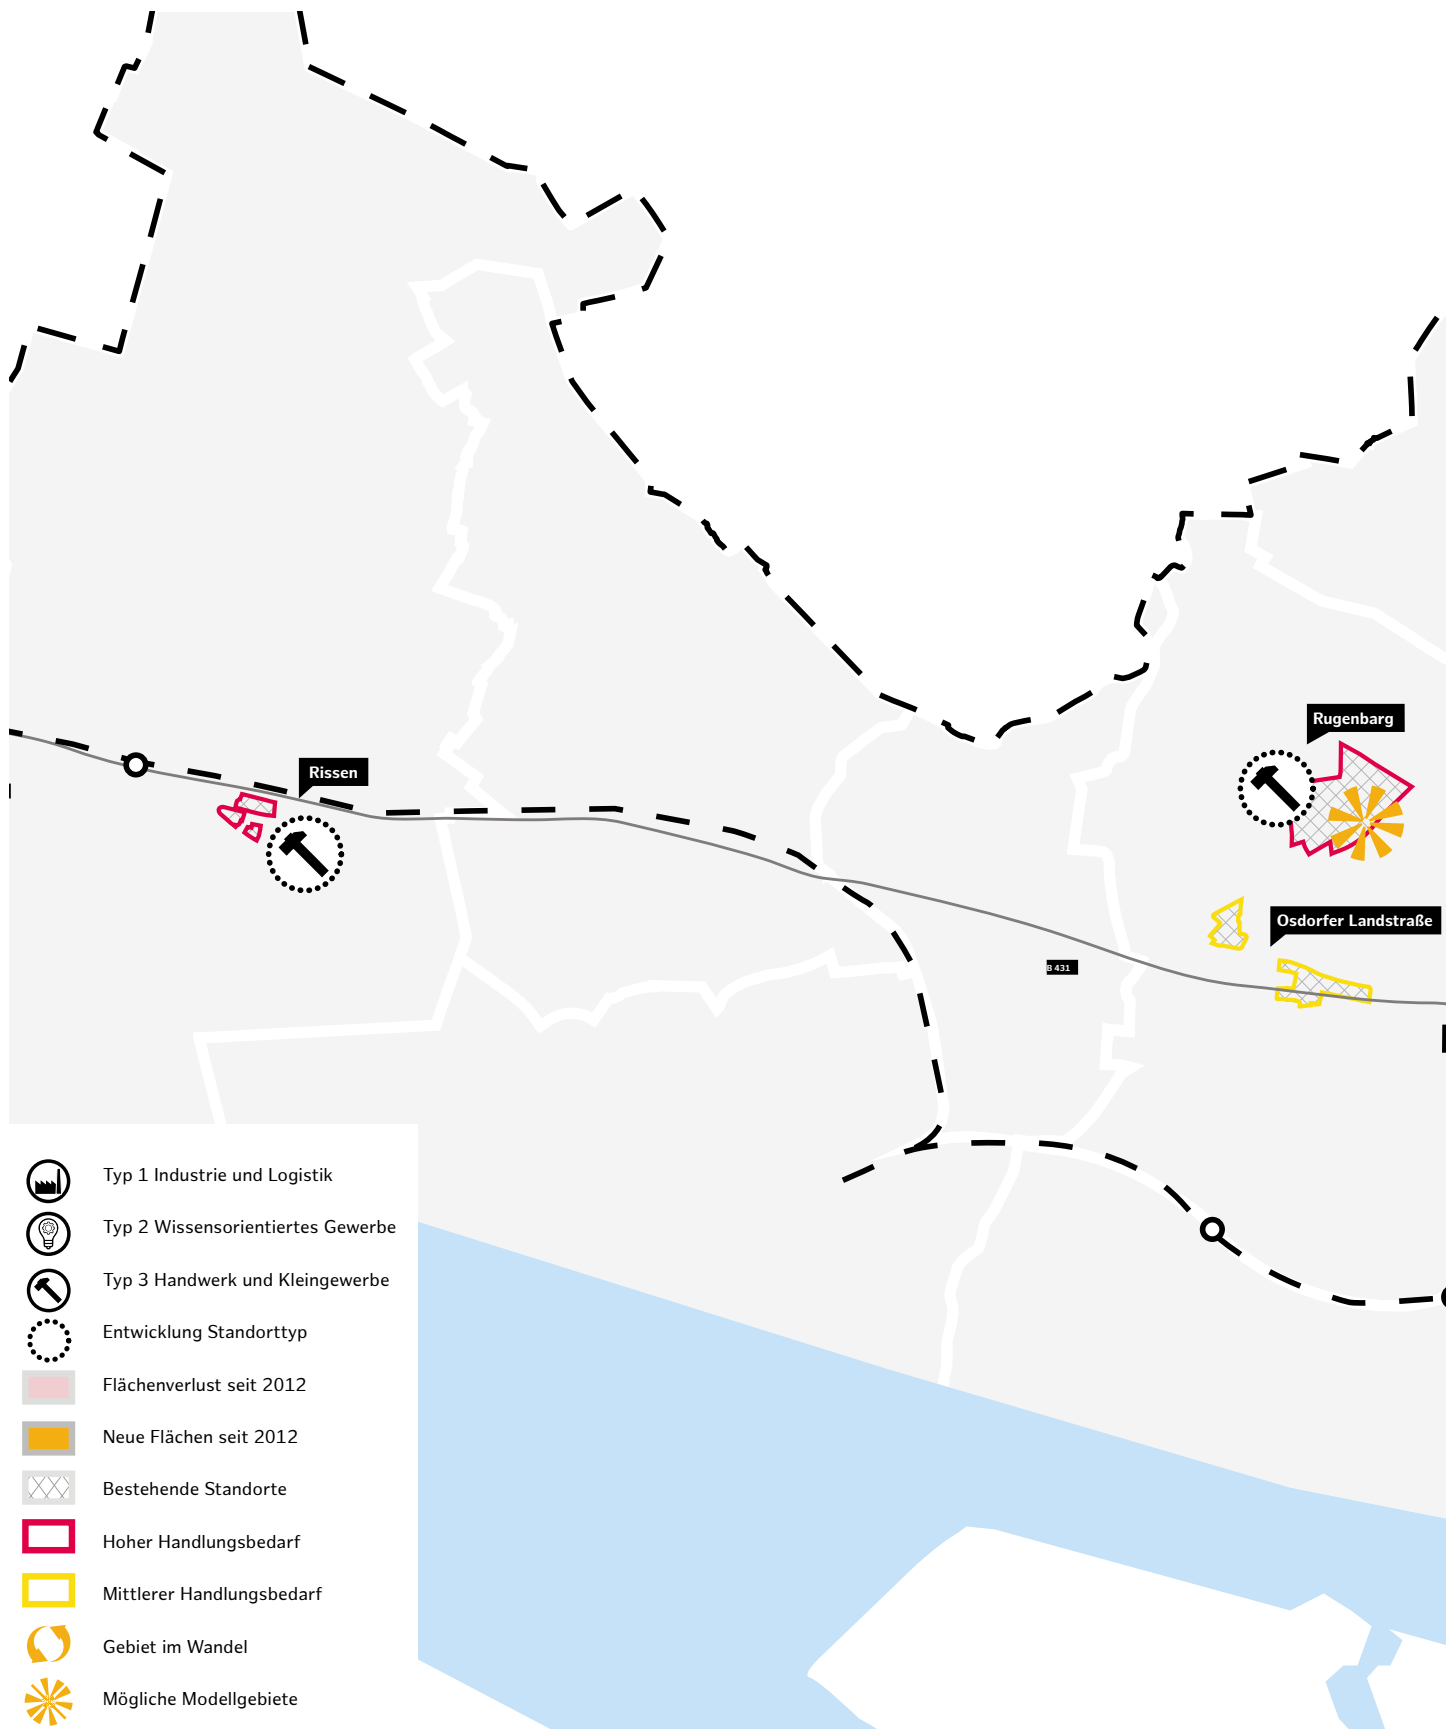 Rugenbarg
Rissen
Osdorfer Landstraße
B 431
Typ 1 Industrie und Logistik
Typ 2 Wissensorientiertes Gewerbe
Typ 3 Handwerk und Kleingewerbe
Entwicklung Standorttyp
Flächenverlust seit 2012
Neue Flächen seit 2012
Bestehende Standorte
Hoher Handlungsbedarf
Mittlerer Handlungsbedarf
Gebiet im Wandel
Mögliche Modellgebiete